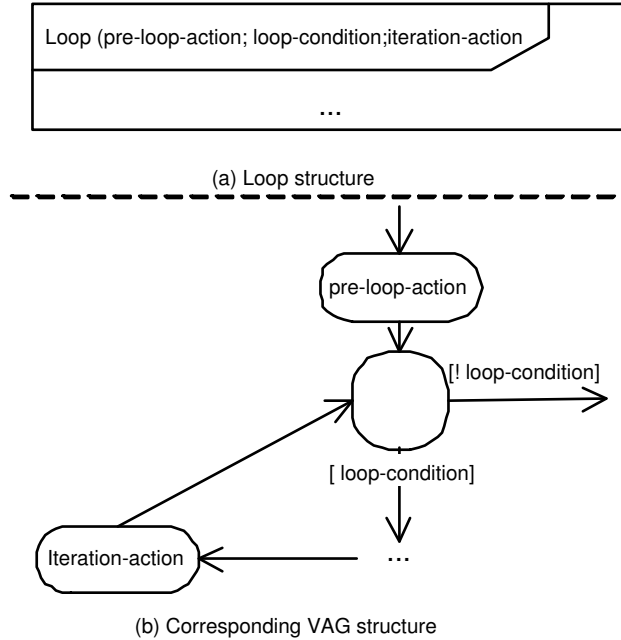 Loop (pre-loop-action; loop-condition;iteration-action
...
(a) Loop structure
pre-loop-action
[! loop-condition]
[ loop-condition]
Iteration-action
...
(b) Corresponding VAG structure